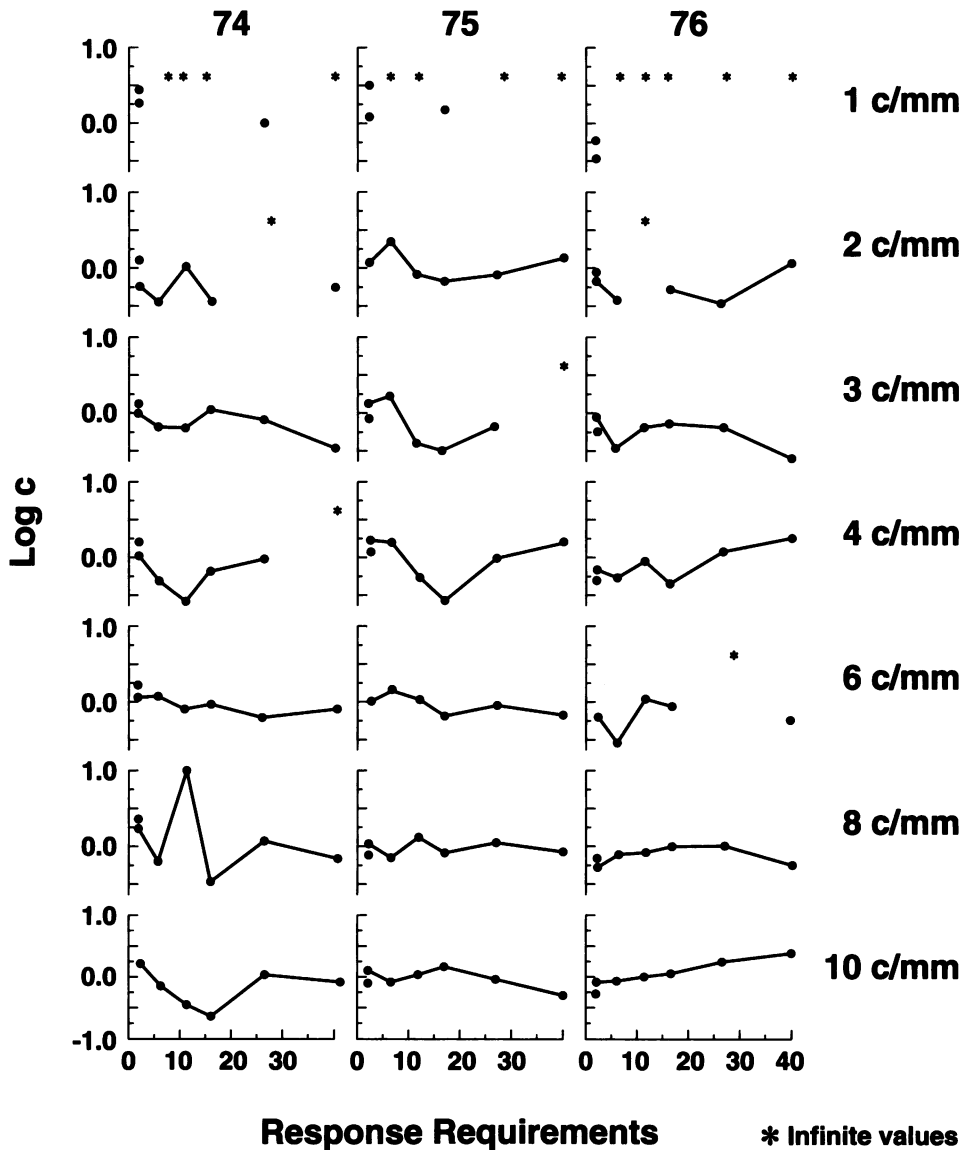 74 75 76
1.0
0.0
1 c/mm
1.0
0.0
2 c/mm
1.0
0.0
3 c/mm
1.0
0.0
4 c/mm
1.0
0.0
6 c/mm
1.0
0.0
8 c/mm
1.0
0.0
-1.0
10 c/mm
Log c
0 10 20 30 0 10 20 30 0 10 20 30 40
Response Requirements
* Infinite values